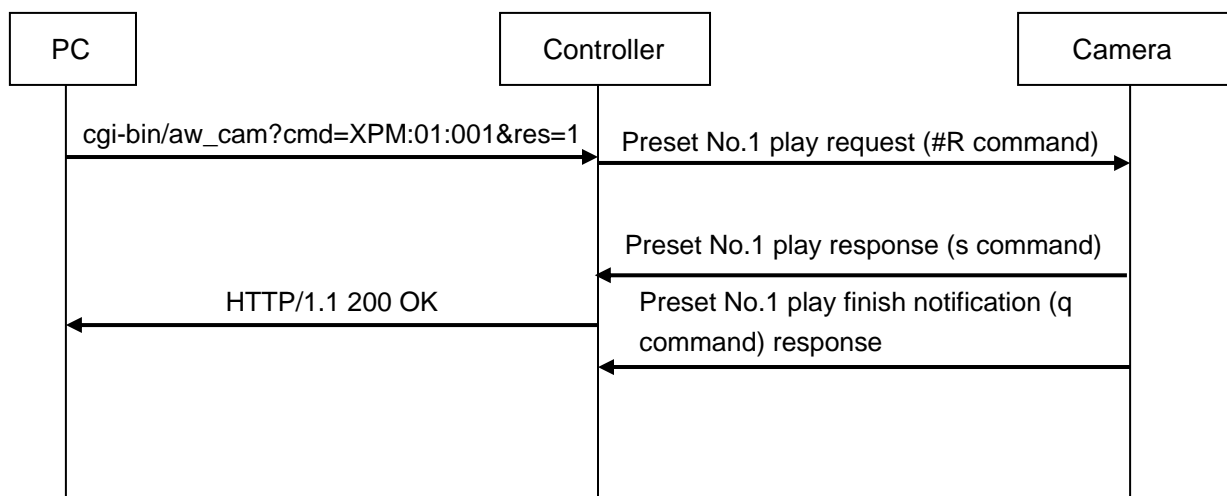 PC
Controller
Camera
cgi-bin/aw_cam?cmd=XPM:01:001&res=1
Preset No.1 play request (#R command)
Preset No.1 play response (s command)
HTTP/1.1 200 OK
Preset No.1 play finish notification (q
command) response